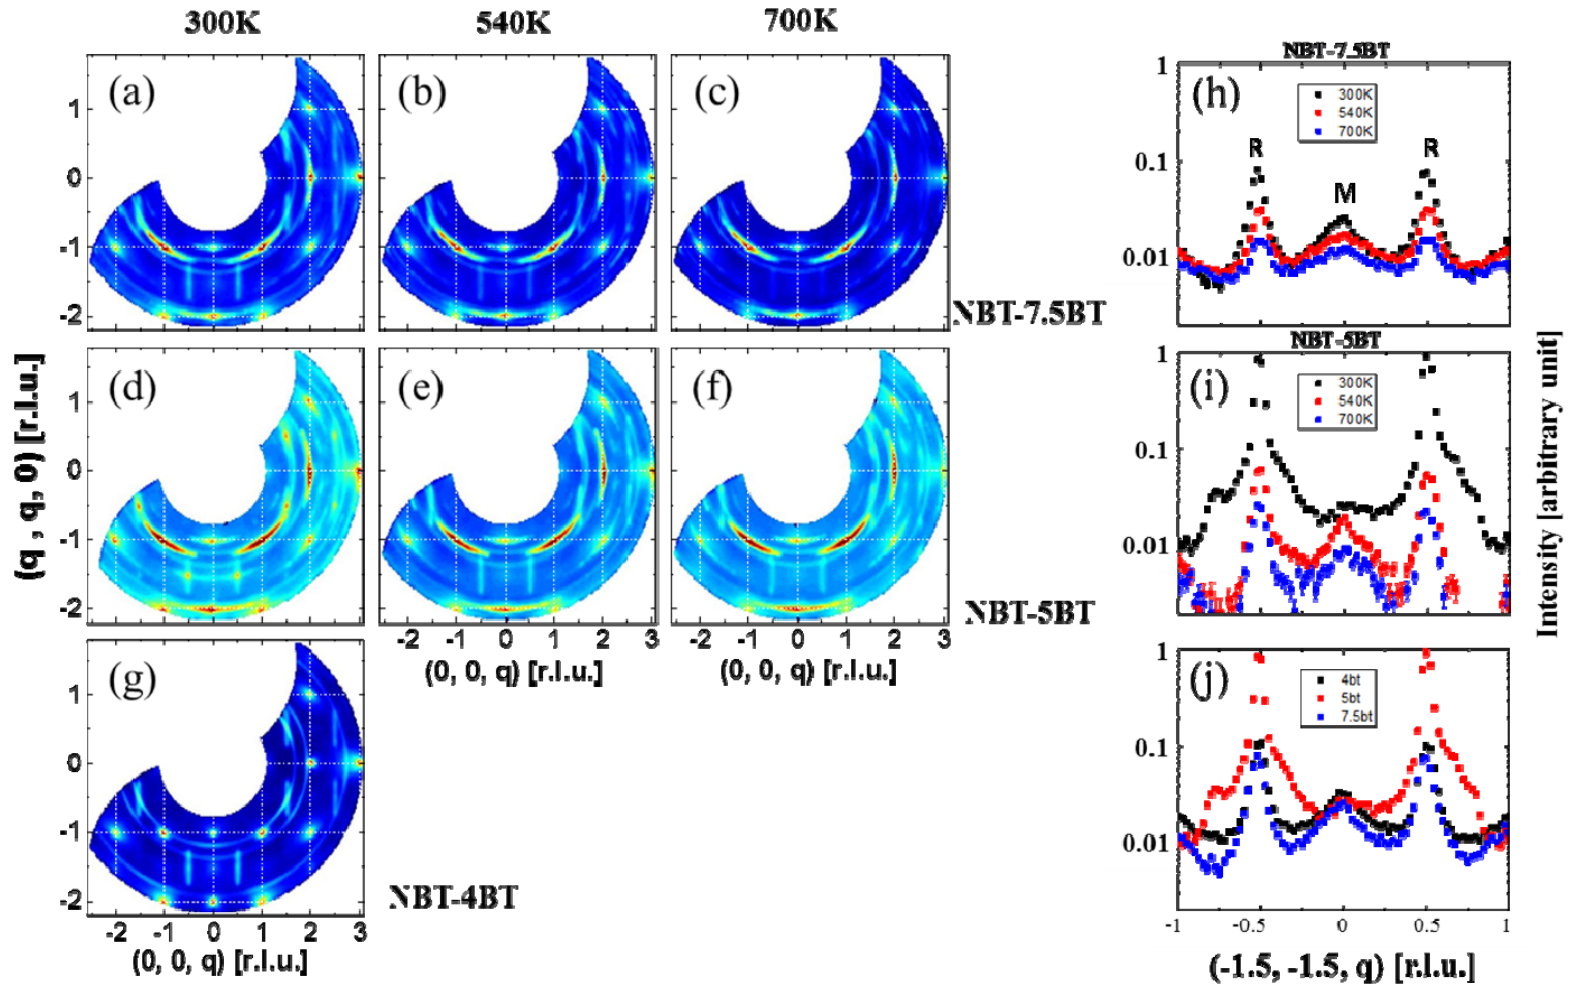 300K
540K
700K
(a)
(b)
(c)
1
0
-1
-2
NBT-7.5BT
(d)
(e)
(f)
1
0
-1
-2
NBT-5BT
-2 -1 0 1 2 3
-2 -1 0 1 2 3
(0, 0, q) [r.l.u.]
(0, 0, q) [r.l.u.]
(g)
1
0
-1
-2
NBT-4BT
-2 -1 0 1 2 3
(0, 0, q) [r.l.u.]
(q , q, 0) [r.l.u.]
NBT-7.5BT
(h)
300K
540K
700K
R
M
R
1
0.1
0.01
NBT-5BT
(i)
300K
540K
700K
1
0.1
0.01
(j)
4bt
5bt
7.5bt
1
0.1
0.01
-1 -0.5 0 0.5 1
(-1.5, -1.5, q) [r.l.u.]
Intensity [arbitrary unit]